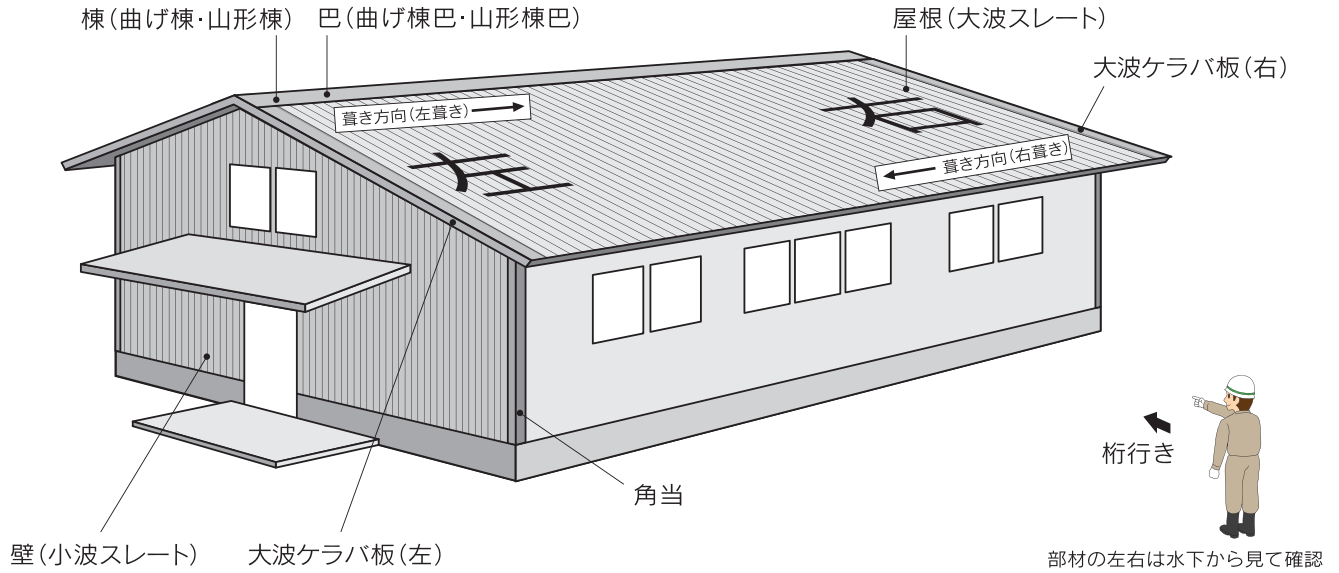 棟（曲げ棟・山形棟）
巴（曲げ棟巴・山形棟巴）
屋根（大波スレート）
大波ケラバ板（右）
葺き方向（左葺き）
葺き方向（右葺き）
左
右
桁行き
角当
壁（小波スレート）
大波ケラバ板（左）
部材の左右は水下から見て確認